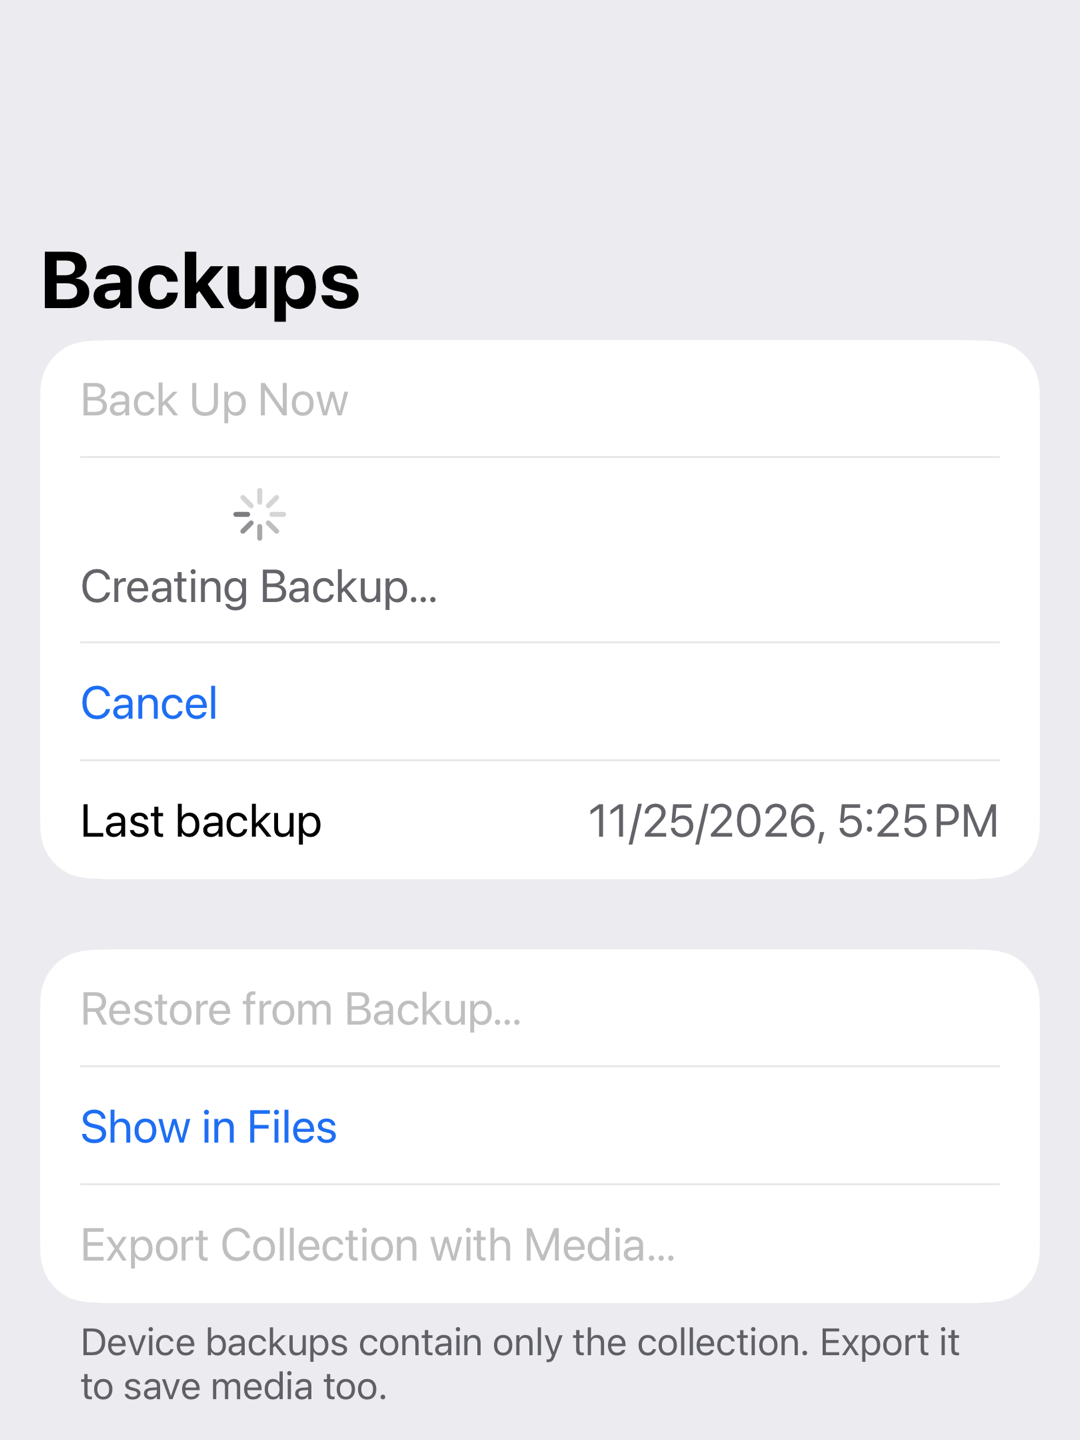 Backups
Back Up Now
Creating Backup...
Cancel
Last backup 11/25/2026, 5:25 PM
Restore from Backup...
Show in Files
Export Collection with Media...
Device backups contain only the collection. Export it
to save media too.